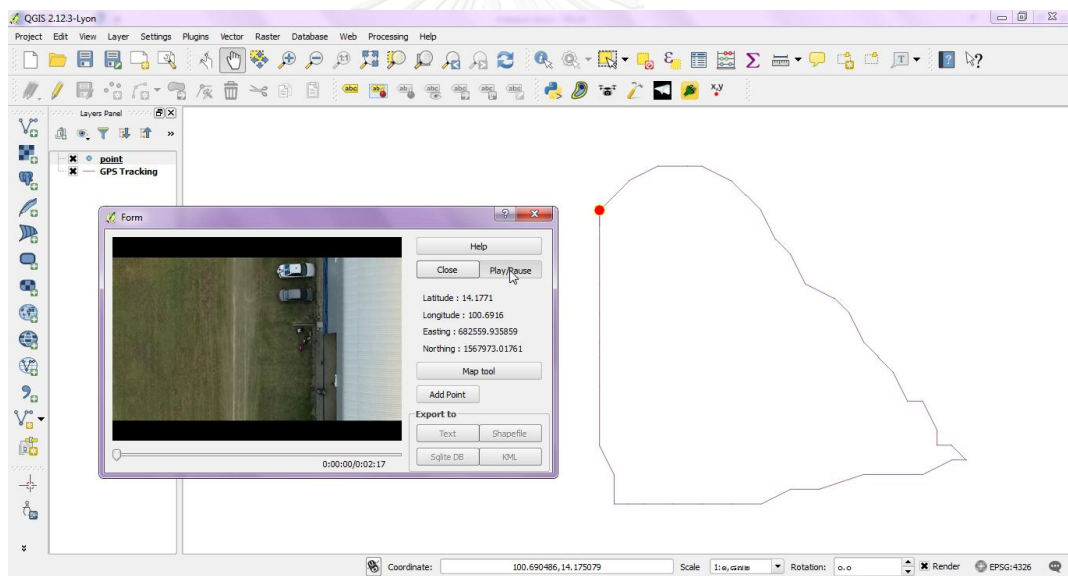 QGIS 2.12.3-Lyon
Project Edit View Layer Settings Plugins Vector Raster Database Web Processing Help
Layers Panel
point
GPS Tracking
Form
Help
Close Play/Pause
Latitude : 14.1771
Longitude : 100.6916
Easting : 682559.935859
Northing : 1567973.01761
Map tool
Add Point
Export to
Text Shapefile
Sqlite DB KML
0:00:00/0:02:17
Coordinate: 100.690486,14.175079 Scale Rotation: ๐.๐ Render EPSG:4326